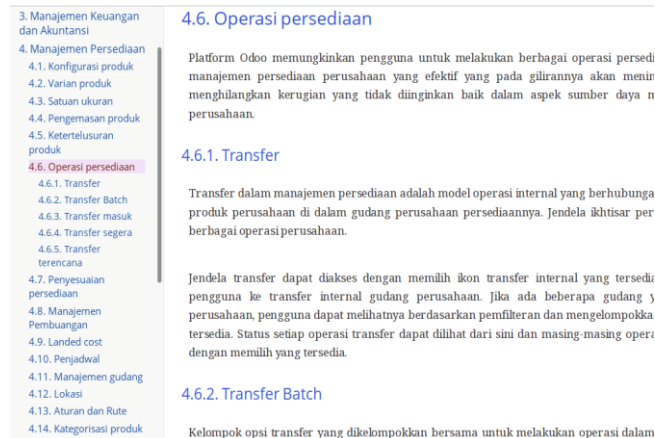 3. Manajemen Keuangan
dan Akuntansi
4. Manajemen Persediaan
4.1. Konfigurasi produk
4.2. Varian produk
4.3. Satuan ukuran
4.4. Pengemasan produk
4.5. Ketertelusuran
produk
4.6. Operasi persediaan
4.6.1. Transfer
4.6.2. Transfer Batch
4.6.3. Transfer masuk
4.6.4. Transfer segera
4.6.5. Transfer
terencana
4.7. Penyesuaian
persediaan
4.8. Manajemen
Pembuangan
4.9. Landed cost
4.10. Penjadwal
4.11. Manajemen gudang
4.12. Lokasi
4.13. Aturan dan Rute
4.14. Kategorisasi produk
4.6. Operasi persediaan
Platform Odoo memungkinkan pengguna untuk melakukan berbagai operasi
manajemen persediaan perusahaan yang efektif yang pada gilirannya akan
menghilangkan kerugian yang tidak diinginkan baik dalam aspek sumber daya
perusahaan.
4.6.1. Transfer
Transfer dalam manajemen persediaan adalah model operasi internal yang
produk perusahaan di dalam gudang perusahaan persediaannya. Jendela ikhtisar
berbagai operasi perusahaan.
Jendela transfer dapat diakses dengan memilih ikon transfer internal yang
pengguna ke transfer internal gudang perusahaan. Jika ada beberapa gudang
perusahaan, pengguna dapat melihatnya berdasarkan pemfilteran dan
tersedia. Status setiap operasi transfer dapat dilihat dari sini dan masing-masing
dengan memilih yang tersedia.
4.6.2. Transfer Batch
Kelompok opsi transfer yang dikelompokkan bersama untuk melakukan operasi dalam